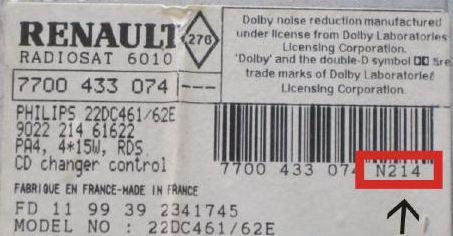 RENAULT
276
RADIOSAT 6010
7700 433 074 ---
PHILIPS 22DC461/62E
9022 214 61622
PA4, 4*15W, RDS
CD changer control
FABRIQUE EN FRANCE-MADE IN FRANCE
FD 11 99 39 2341745
MODEL NO : 22DC461/62E
Dolby noise reduction manufactured
under license from Dolby Laboratories
Licensing Corporation.
'Dolby' and the double-D symbol are
trade marks of Dolby Laboratories
Licensing Corporation.
7700 433 074 N214